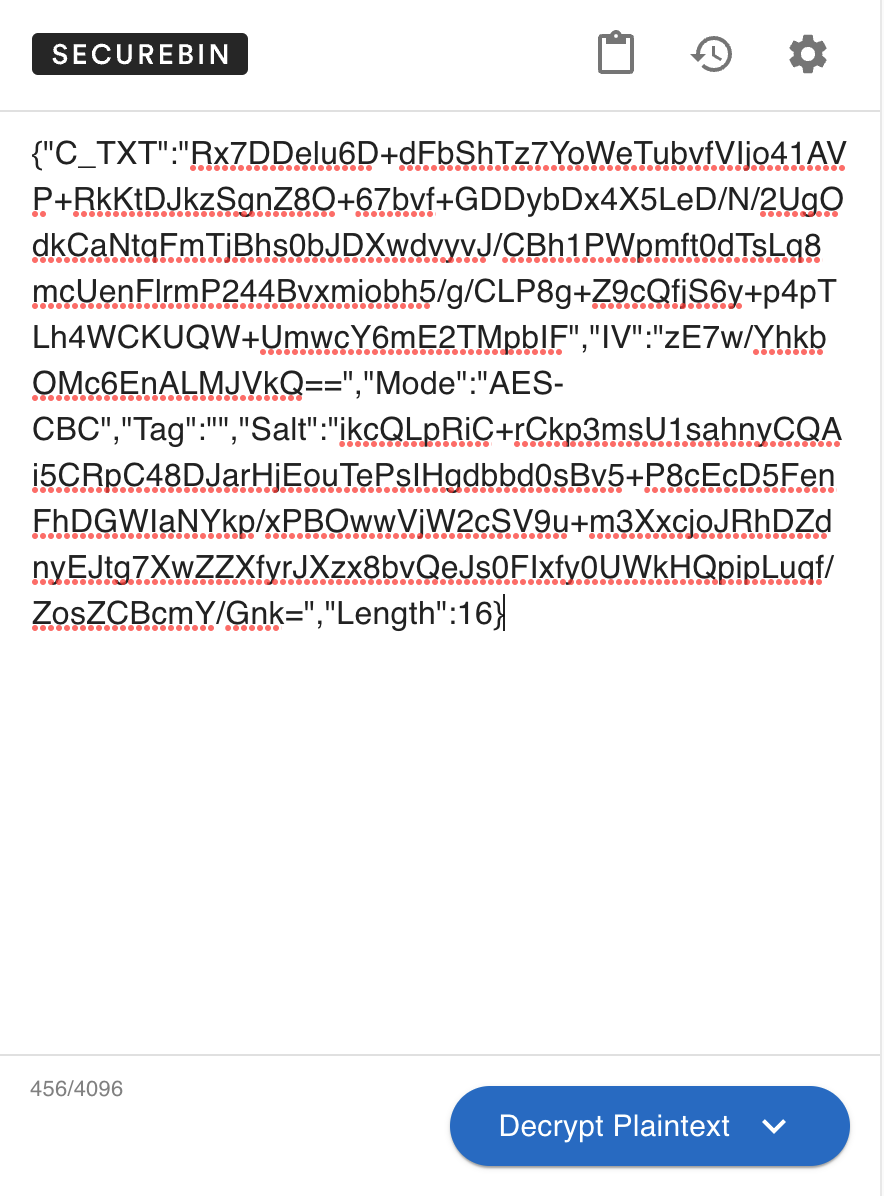 SECUREBIN
{"C_TXT":"Rx7DDelu6D+dFbShTz7YoWeTubvfVIjo41AV
P+RkKtDJkzSgnZ8O+67bvf+GDDybDx4X5LeD/N/2UgO
dkCaNtqFmTjBhs0bJDXwdvyvJ/CBh1PWpmft0dTsLq8
mcUenFlrmP244Bvxmiobh5/g/CLP8g+Z9cQfjS6y+p4pT
Lh4WCKUQW+UmwcY6mE2TMpbIF","IV":"zE7w/Yhkb
OMc6EnALMJVkQ==","Mode":"AES-
CBC","Tag":"","Salt":"ikcQLpRiC+rCkp3msU1sahnyCQA
i5CRpC48DJarHjEouTePsIHgdbbd0sBv5+P8cEcD5Fen
FhDGWIaNYkp/xPBOwwVjW2cSV9u+m3XxcjoJRhDZd
nyEJtg7XwZZXfyrJXzx8bvQeJs0FIxfy0UWkHQpipLuqf/
ZosZCBcmY/Gnk=","Length":16}
456/4096
Decrypt Plaintext